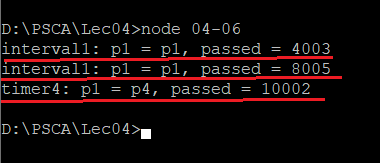 D:\PSCA\Lec04>node 04-06
interval1: p1 = p1, passed = 4003
interval1: p1 = p1, passed = 8005
timer4: p1 = p4, passed = 10002
D:\PSCA\Lec04>